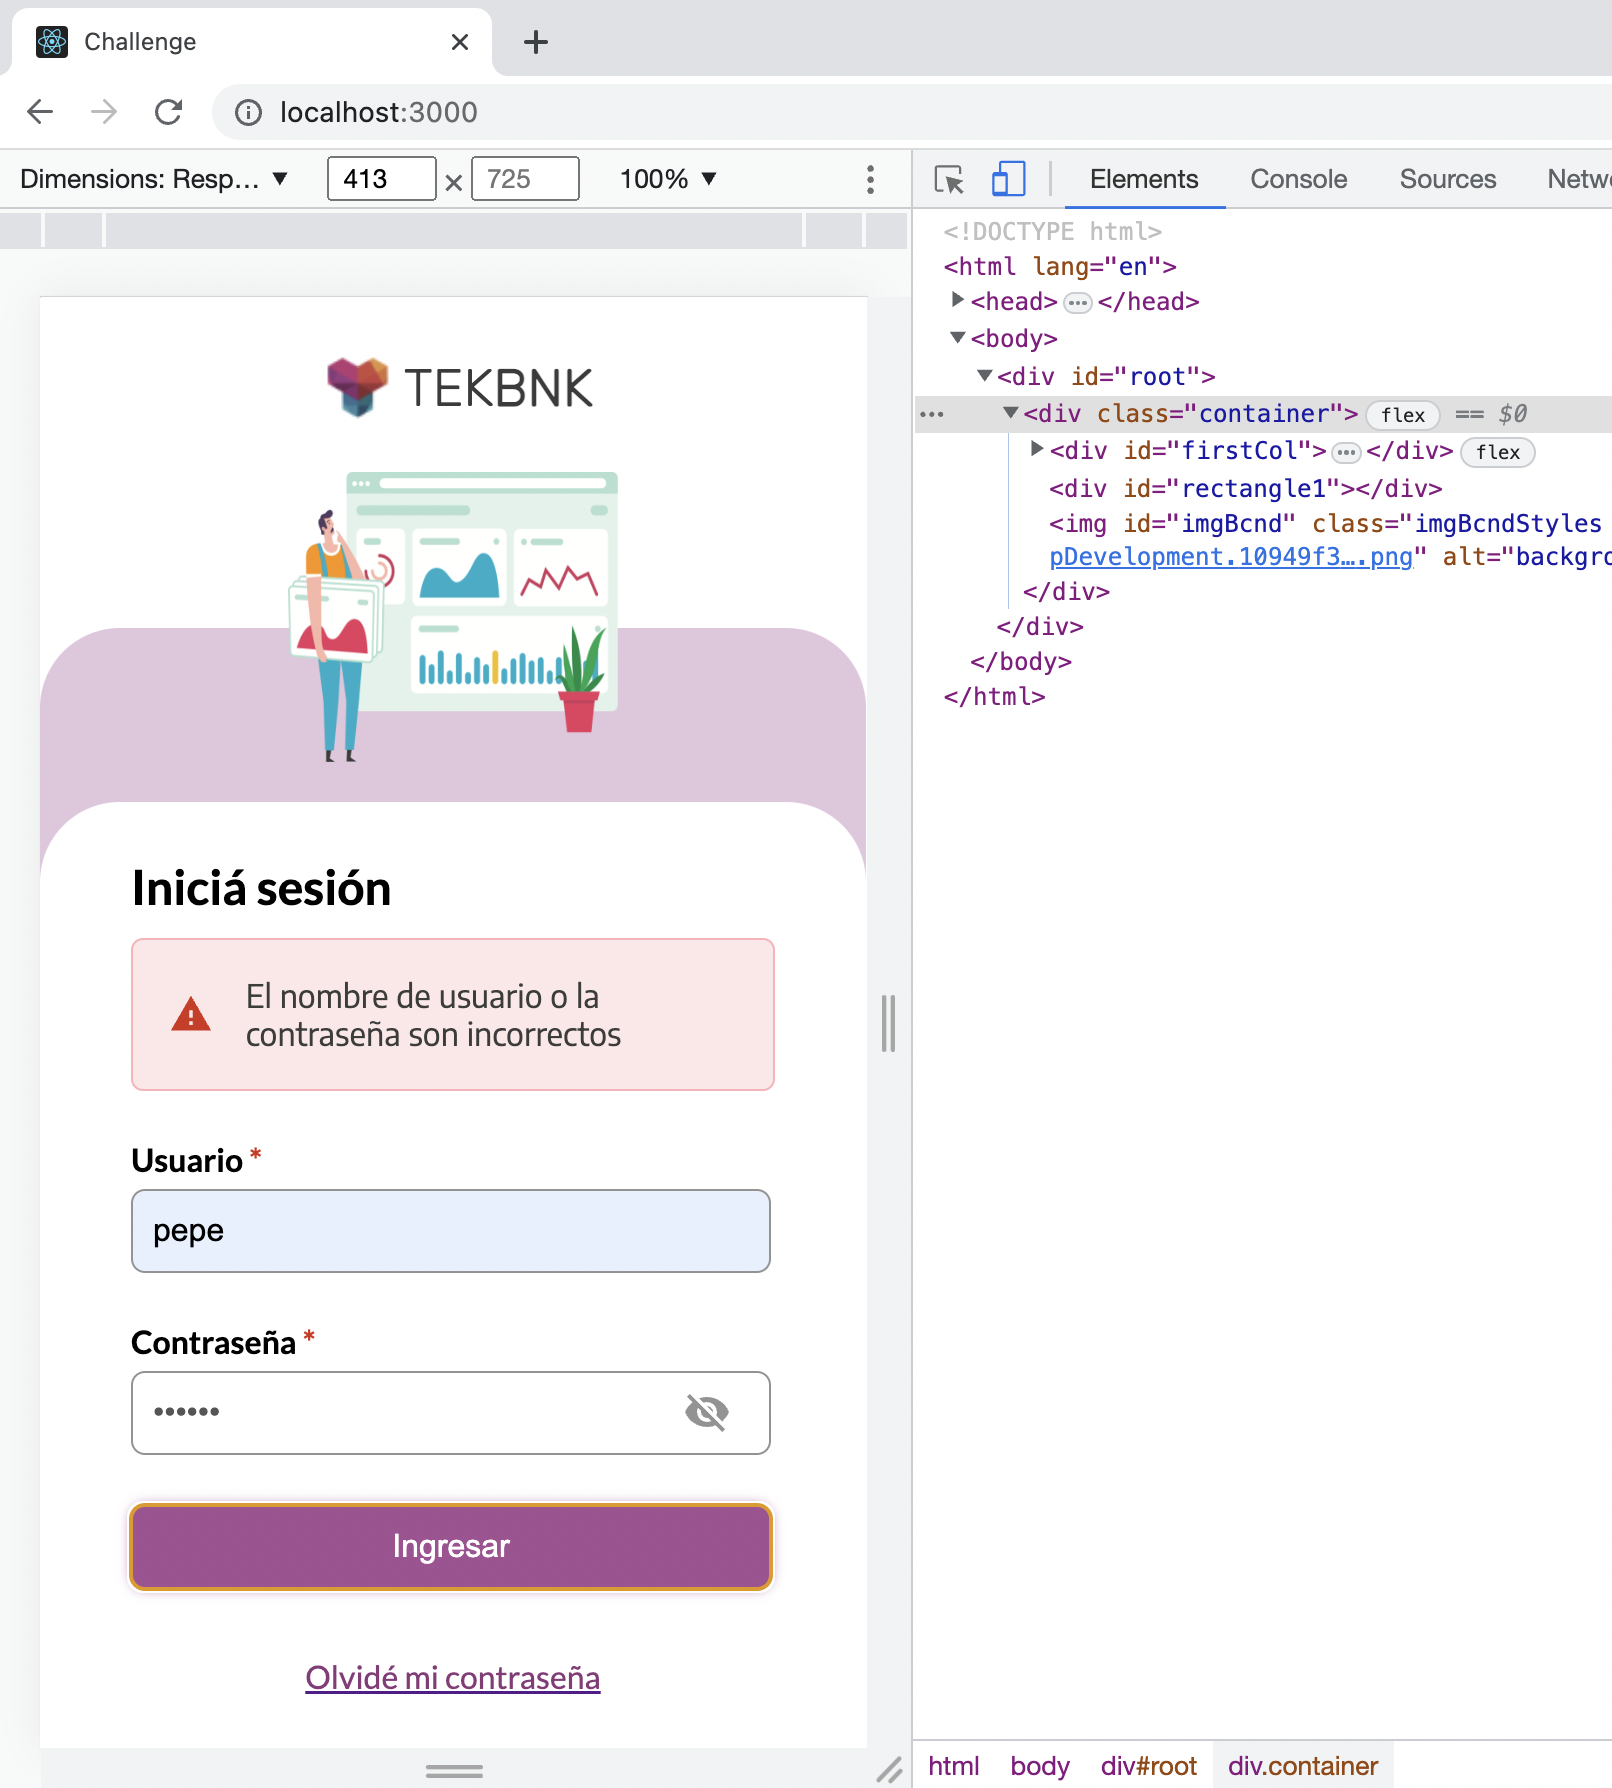 Challenge
localhost:3000
Dimensions: Resp... ▼ 413 × 725 100% ▼
Elements Console Sources Netw
TEKBNK
Iniciá sesión
El nombre de usuario o la
contraseña son incorrectos
Usuario *
pepe
Contraseña *
••••••
Ingresar
Olvidé mi contraseña
<!DOCTYPE html>
<html lang="en">
<head>…</head>
<body>
<div id="root">
<div class="container"> flex == $0
<div id="firstCol">…</div> flex
<div id="rectangle1"></div>
<img id="imgBcnd" class="imgBcndStyles
pDevelopment.10949f3….png" alt="backgro
</div>
</div>
</body>
</html>
html body div#root div.container